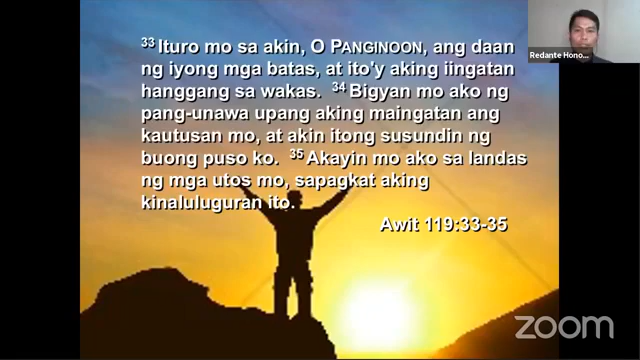 33 Ituro mo sa akin, O PANGINOON, ang daan
ng iyong mga batas, at ito'y aking iingatan
hanggang sa wakas. 34 Bigyan mo ako ng
pang-unawa upang aking maingatan ang
kautusan mo, at akin itong susundin ng
buong puso ko. 35 Akayin mo ako sa landas
ng mga utos mo, sapagkat aking
kinaluluguran ito.
Awit 119:33-35
Redante Hono...
zoom